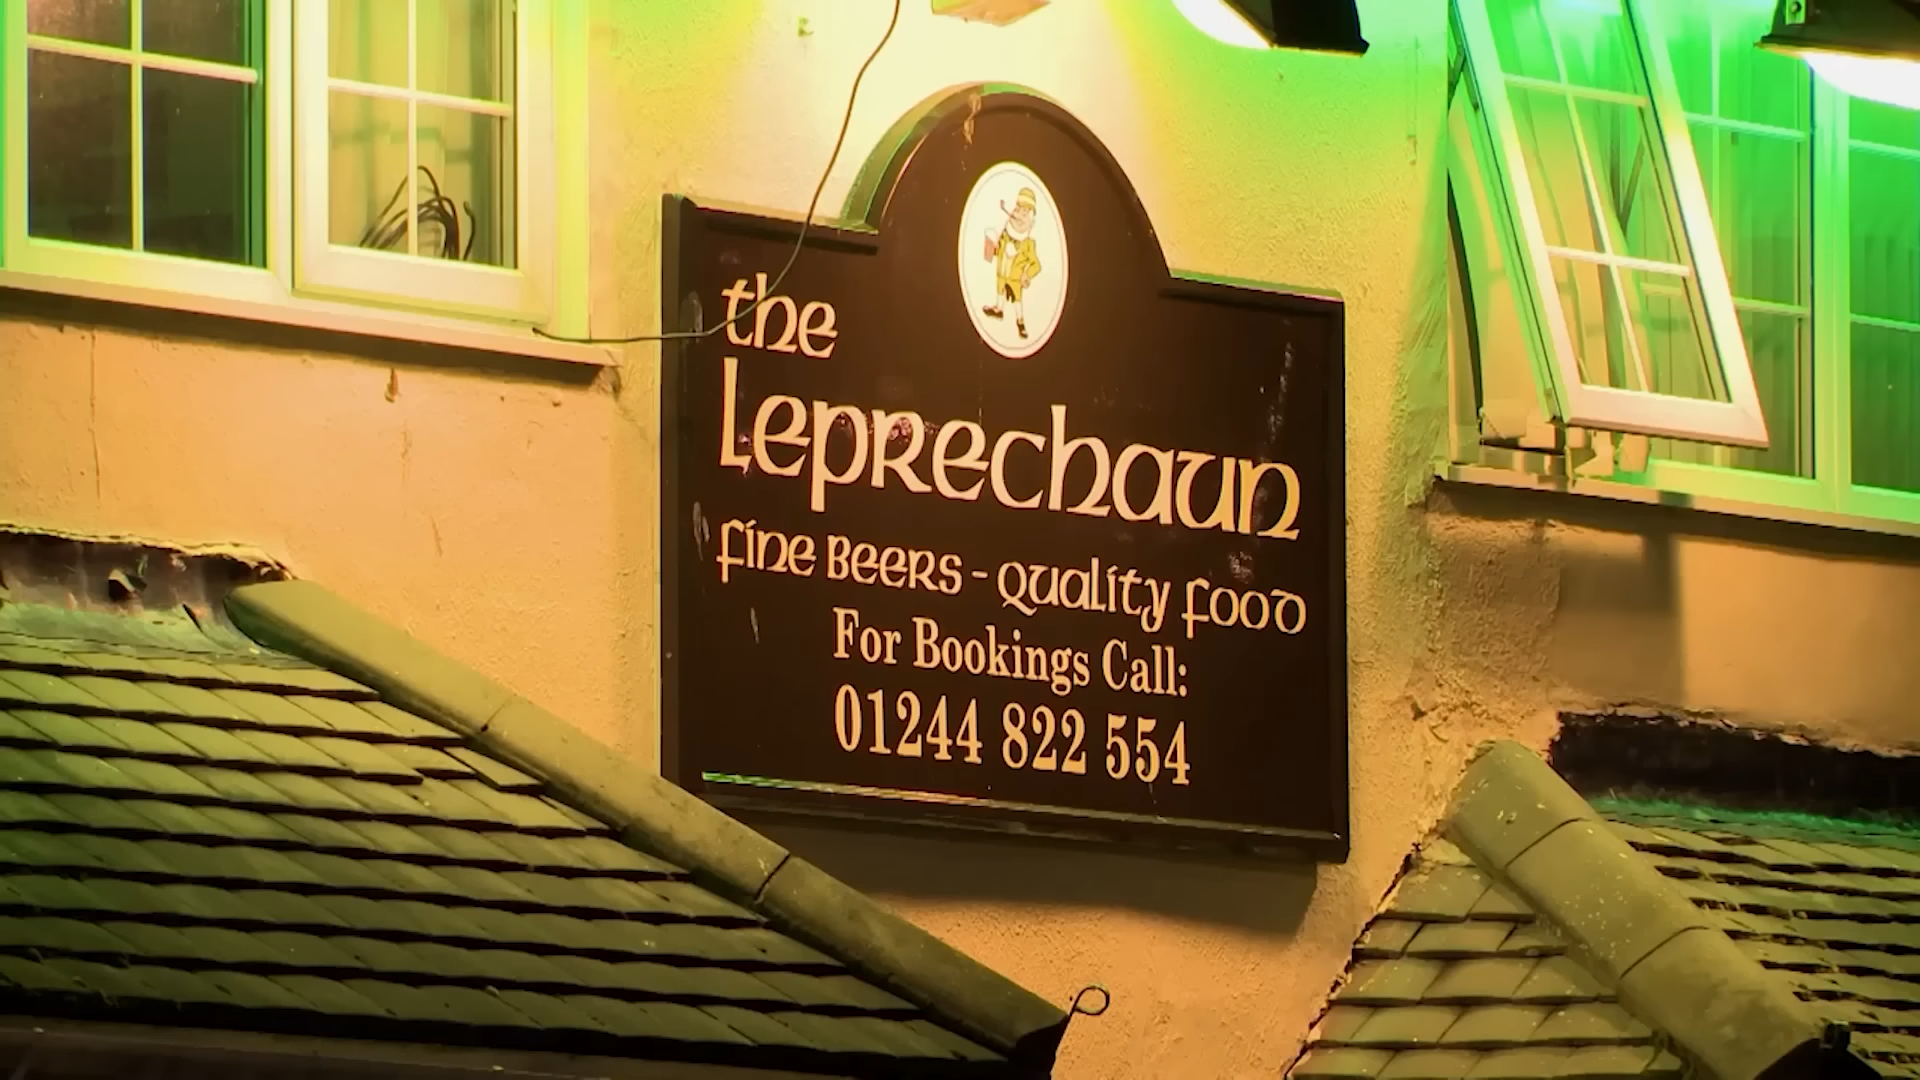 the
Leprechaun
fine Beers - Quality food
For Bookings Call:
01244 822 554